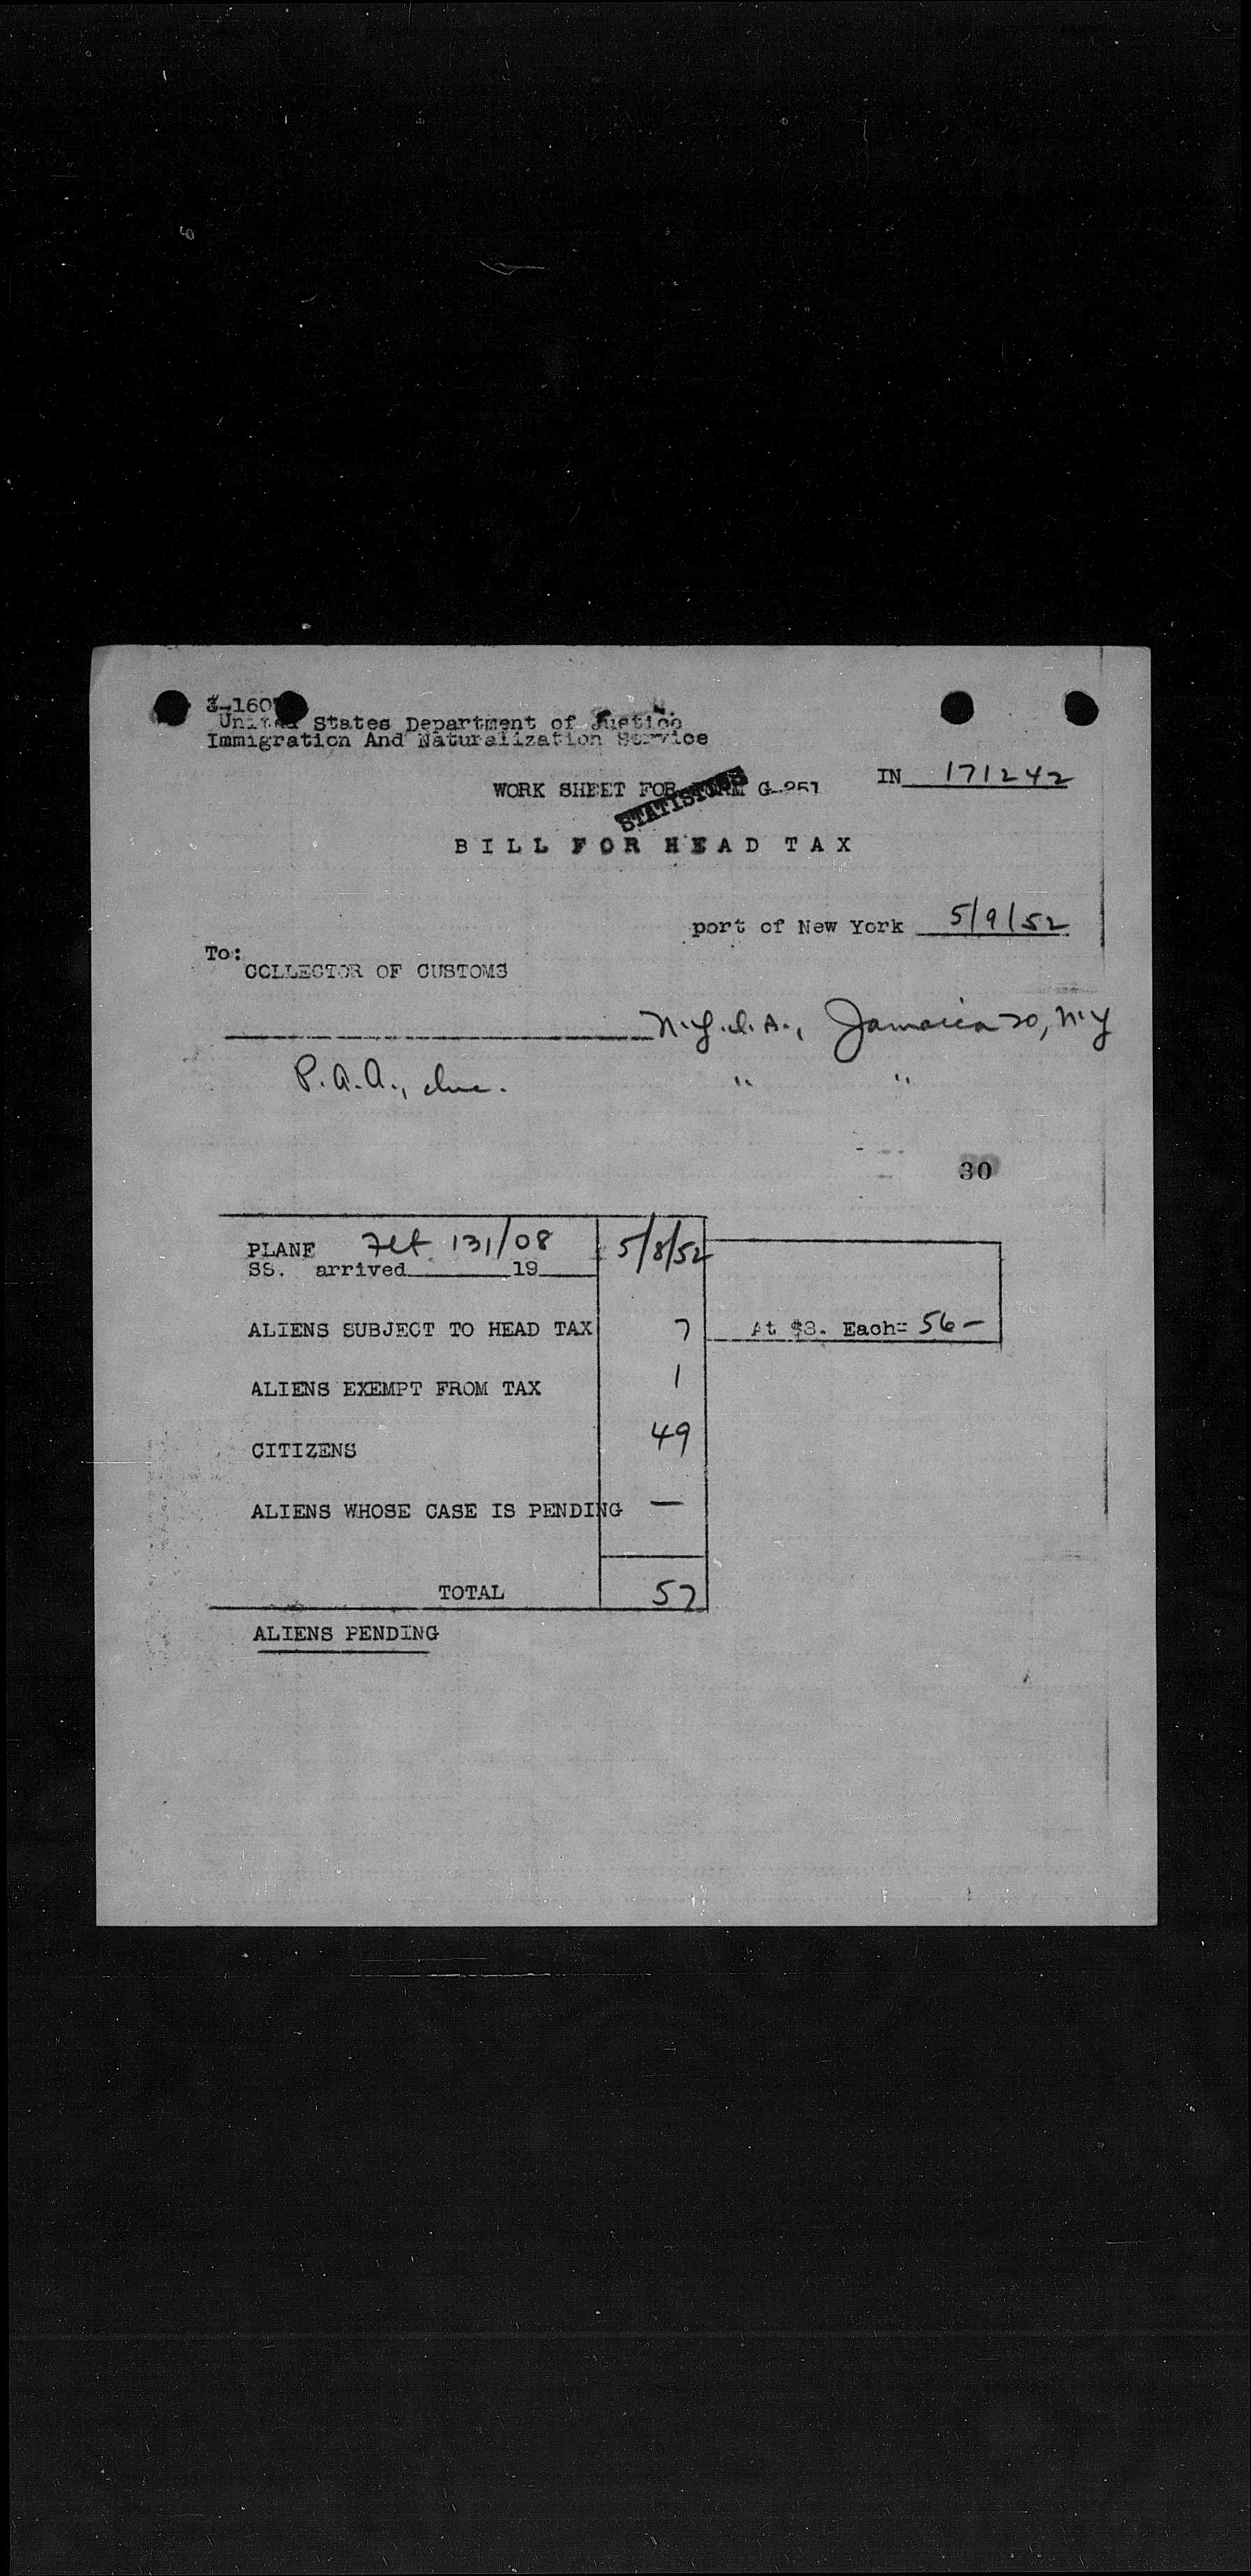 3-160
United States Department of Justice
Immigration And Naturalization Service
IN 171242
WORK SHEET FOR FORM G-251
STATISTICS
BILL FOR HEAD TAX
port of New York 5/9/52
To:
COLLECTOR OF CUSTOMS
N.Y.I.A., Jamaica 30, N.Y
P.A.A., Inc. " "
30
PLANE Flt 131/08 5/8/52
SS. arrived 19
ALIENS SUBJECT TO HEAD TAX 7 At $8. Each= 56-
ALIENS EXEMPT FROM TAX 1
CITIZENS 49
ALIENS WHOSE CASE IS PENDING —
TOTAL 57
ALIENS PENDING